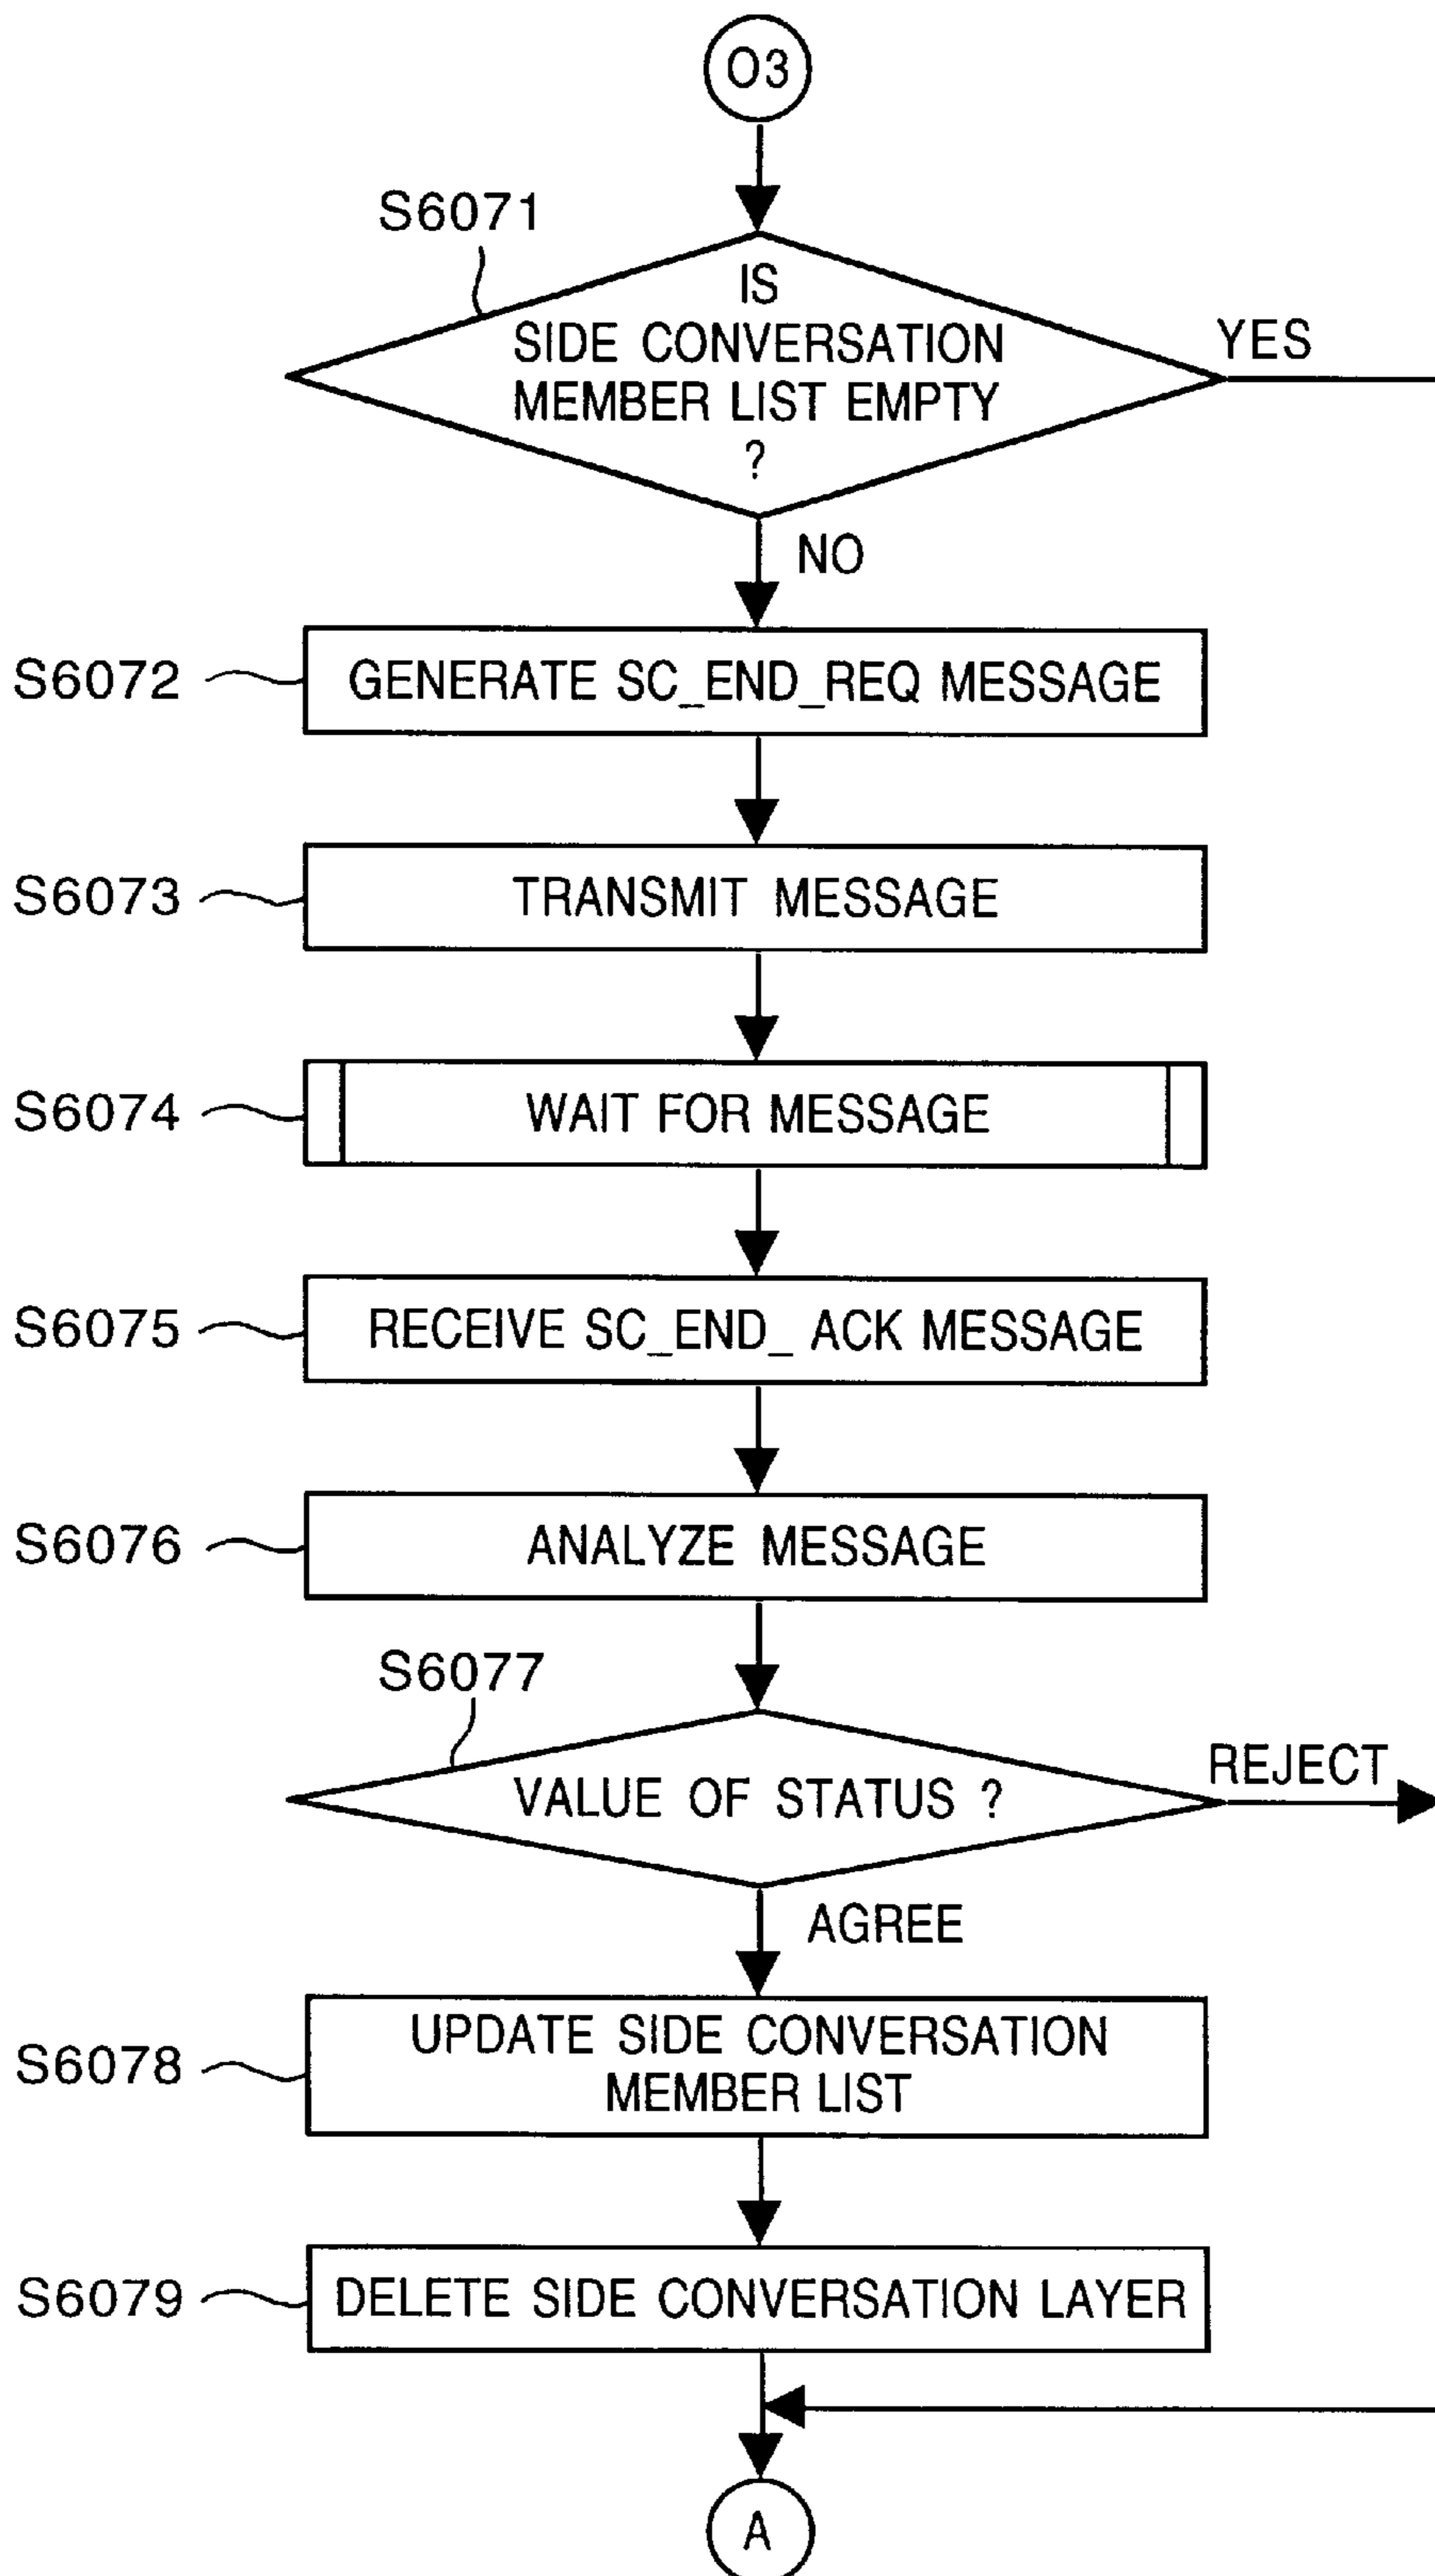 O3
S6071
IS
SIDE CONVERSATION
MEMBER LIST EMPTY
?
YES
NO
S6072
GENERATE SC_END_REQ MESSAGE
S6073
TRANSMIT MESSAGE
S6074
WAIT FOR MESSAGE
S6075
RECEIVE SC_END_ ACK MESSAGE
S6076
ANALYZE MESSAGE
S6077
VALUE OF STATUS ?
REJECT
AGREE
S6078
UPDATE SIDE CONVERSATION
MEMBER LIST
S6079
DELETE SIDE CONVERSATION LAYER
A